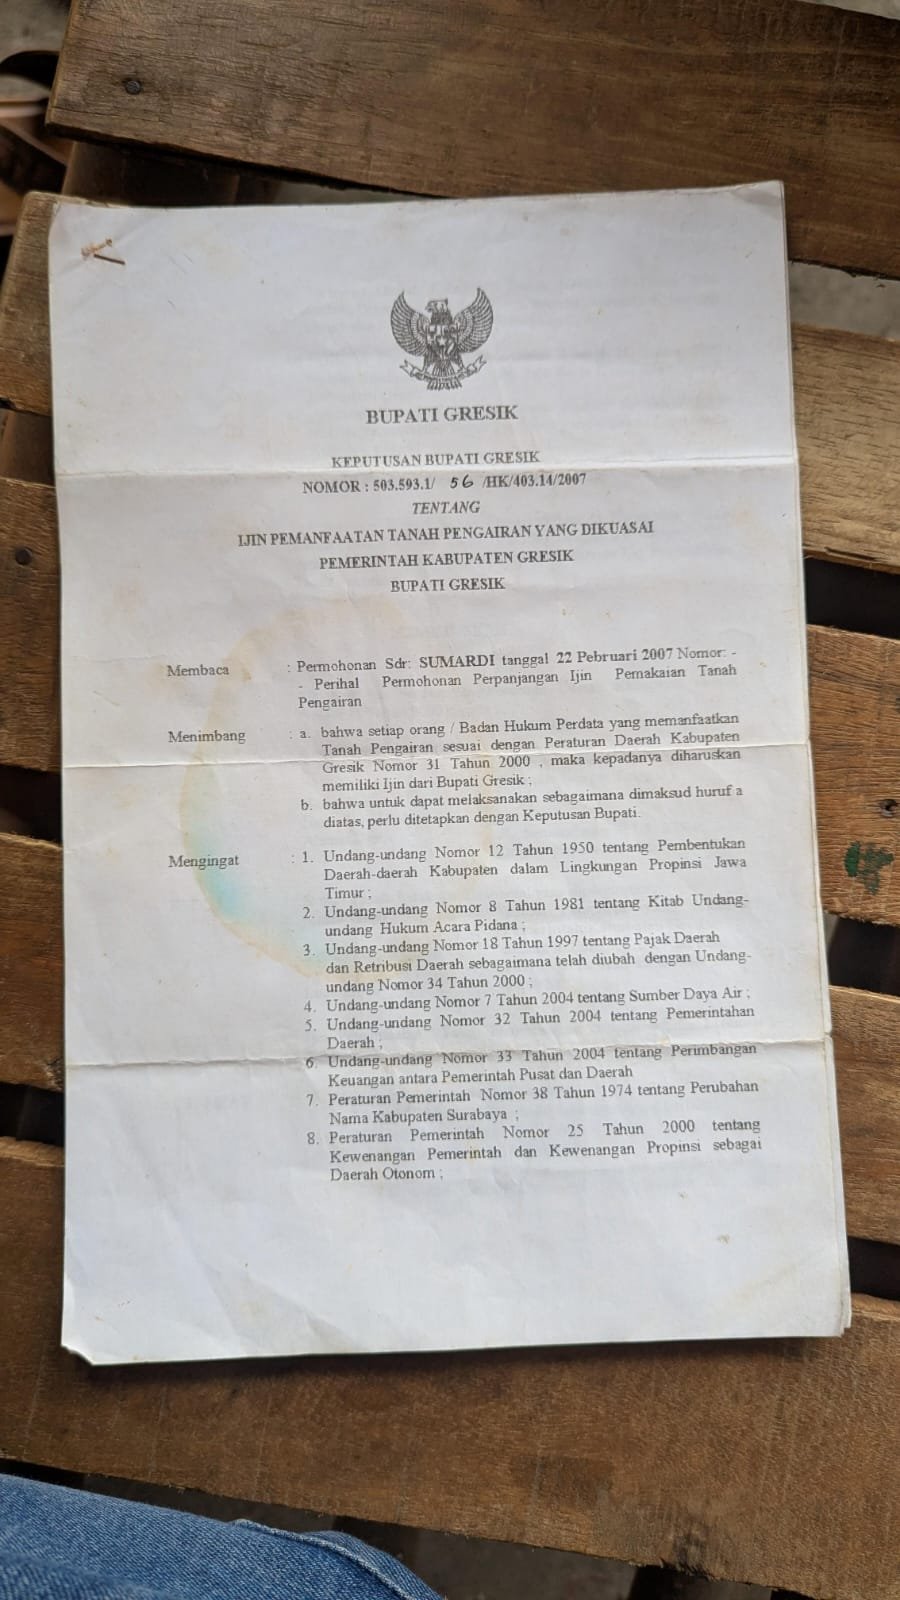 BUPATI GRESIK
KEPUTUSAN BUPATI GRESIK
NOMOR : 503.593.1/ 56 /HK/403.14/2007
TENTANG
IJIN PEMANFAATAN TANAH PENGAIRAN YANG DIKUASAI
PEMERINTAH KABUPATEN GRESIK
BUPATI GRESIK
Membaca : Permohonan Sdr: SUMARDI tanggal 22 Pebruari 2007 Nomor: -
- Perihal Permohonan Perpanjangan Ijin Pemakaian Tanah
Pengairan
Menimbang : a. bahwa setiap orang / Badan Hukum Perdata yang memanfaatkan
Tanah Pengairan sesuai dengan Peraturan Daerah Kabupaten
Gresik Nomor 31 Tahun 2000 , maka kepadanya diharuskan
memiliki Ijin dari Bupati Gresik ;
b. bahwa untuk dapat melaksanakan sebagaimana dimaksud huruf a
diatas, perlu ditetapkan dengan Keputusan Bupati.
Mengingat : 1. Undang-undang Nomor 12 Tahun 1950 tentang Pembentukan
Daerah-daerah Kabupaten dalam Lingkungan Propinsi Jawa
Timur ;
2. Undang-undang Nomor 8 Tahun 1981 tentang Kitab Undang-
undang Hukum Acara Pidana ;
3. Undang-undang Nomor 18 Tahun 1997 tentang Pajak Daerah
dan Retribusi Daerah sebagaimana telah diubah dengan Undang-
undang Nomor 34 Tahun 2000 ;
4. Undang-undang Nomor 7 Tahun 2004 tentang Sumber Daya Air ;
5. Undang-undang Nomor 32 Tahun 2004 tentang Pemerintahan
Daerah ;
6. Undang-undang Nomor 33 Tahun 2004 tentang Perimbangan
Keuangan antara Pemerintah Pusat dan Daerah
7. Peraturan Pemerintah Nomor 38 Tahun 1974 tentang Perubahan
Nama Kabupaten Surabaya ;
8. Peraturan Pemerintah Nomor 25 Tahun 2000 tentang
Kewenangan Pemerintah dan Kewenangan Propinsi sebagai
Daerah Otonom ;